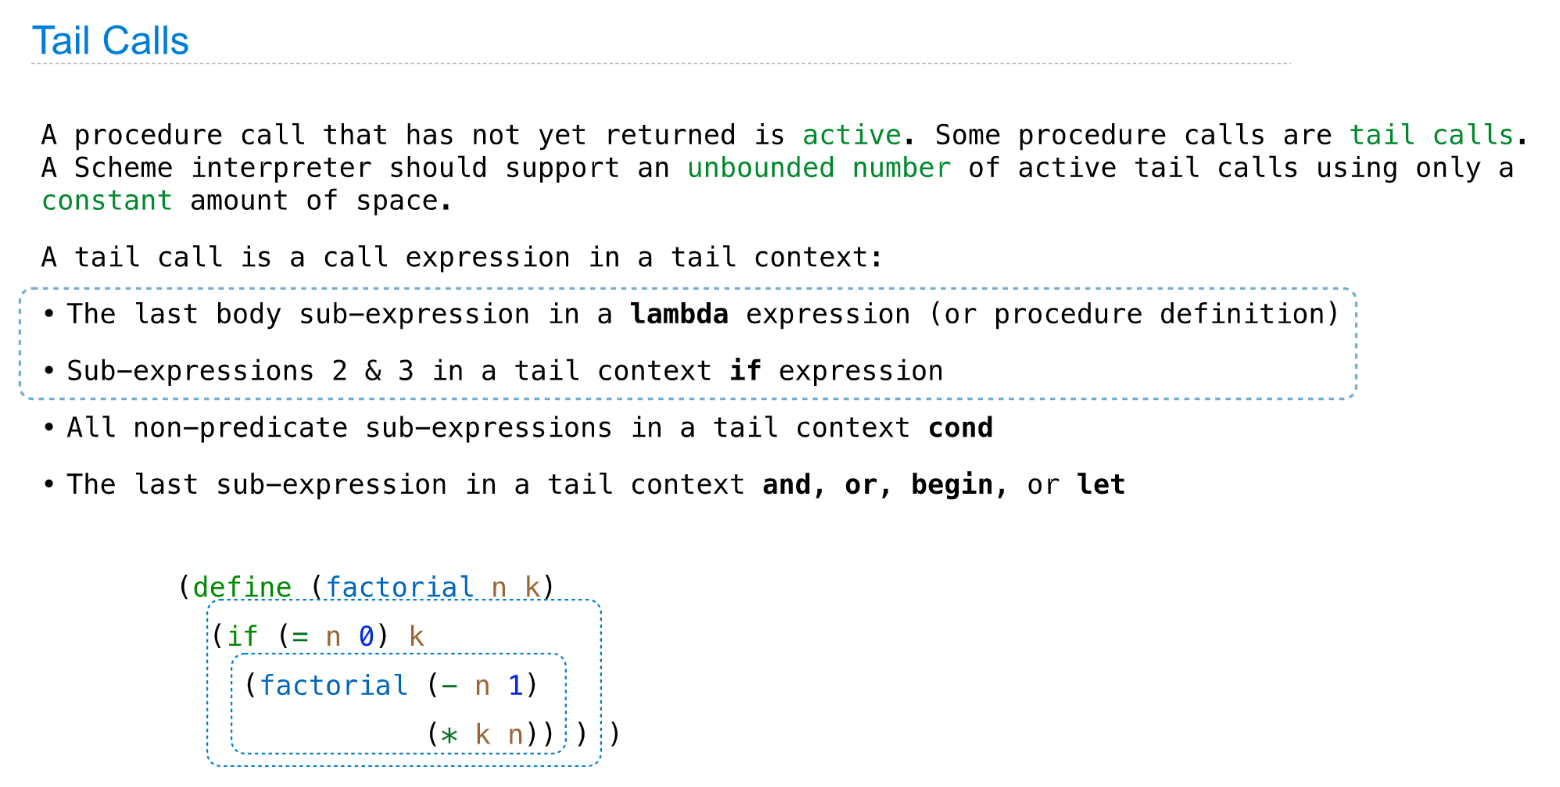 Tail Calls
A procedure call that has not yet returned is active. Some procedure calls are tail calls.
A Scheme interpreter should support an unbounded number of active tail calls using only a
constant amount of space.
A tail call is a call expression in a tail context:
• The last body sub-expression in a lambda expression (or procedure definition)
• Sub-expressions 2 & 3 in a tail context if expression
• All non-predicate sub-expressions in a tail context cond
• The last sub-expression in a tail context and, or, begin, or let
(define (factorial n k)
(if (= n 0) k
(factorial (- n 1)
(* k n)) ) )